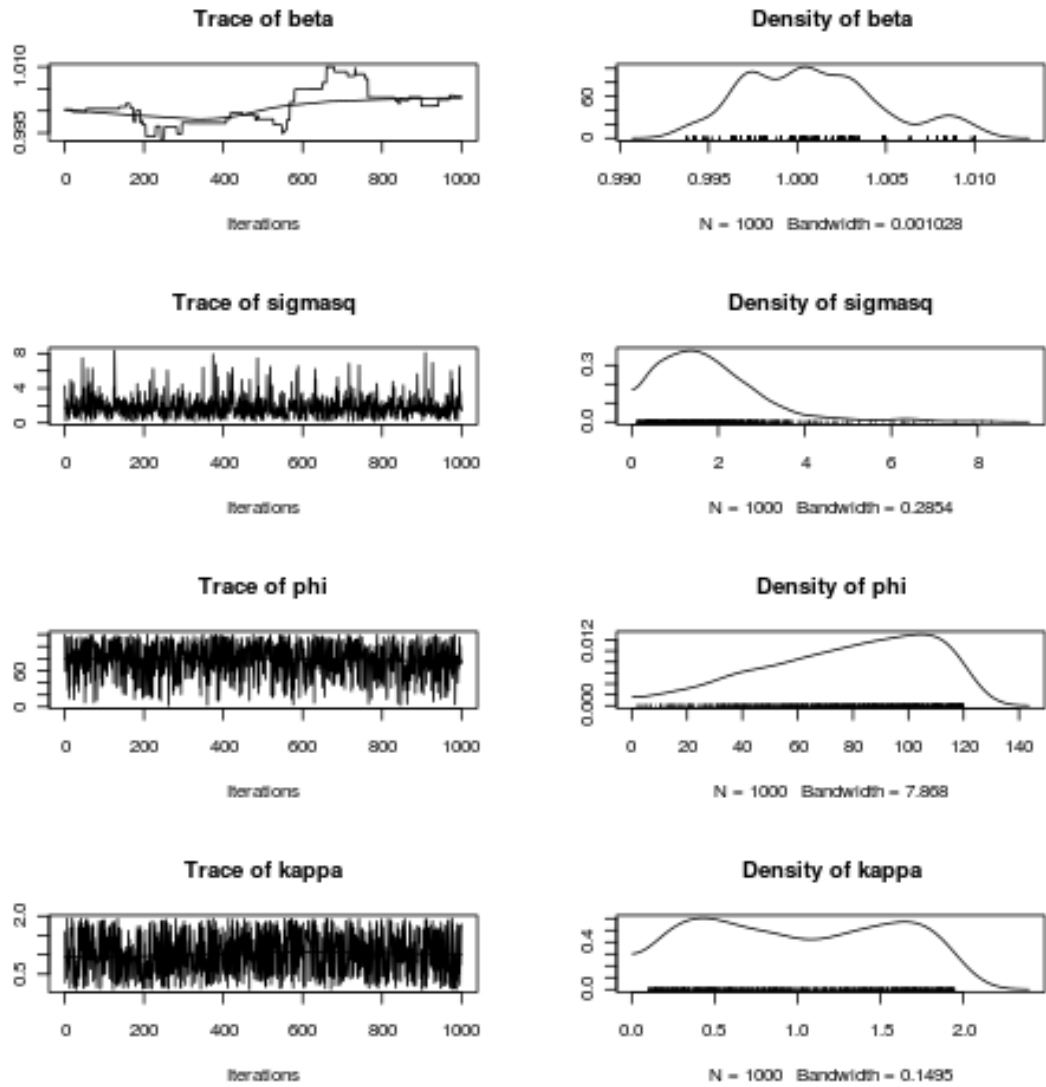 Trace of beta
Density of beta
1.010
0.995
0 200 400 600 800 1000
Iterations
60
0
0.990 0.995 1.000 1.005 1.010
N = 1000 Bandwidth = 0.001028
Trace of sigmasq
Density of sigmasq
8
4
0
0 200 400 600 800 1000
Iterations
0.3
0.0
0 2 4 6 8
N = 1000 Bandwidth = 0.2854
Trace of phi
Density of phi
60
0
0 200 400 600 800 1000
Iterations
0.012
0.000
0 20 40 60 80 100 120 140
N = 1000 Bandwidth = 7.868
Trace of kappa
Density of kappa
2.0
0.5
0 200 400 600 800 1000
Iterations
0.4
0.0
0.0 0.5 1.0 1.5 2.0
N = 1000 Bandwidth = 0.1495